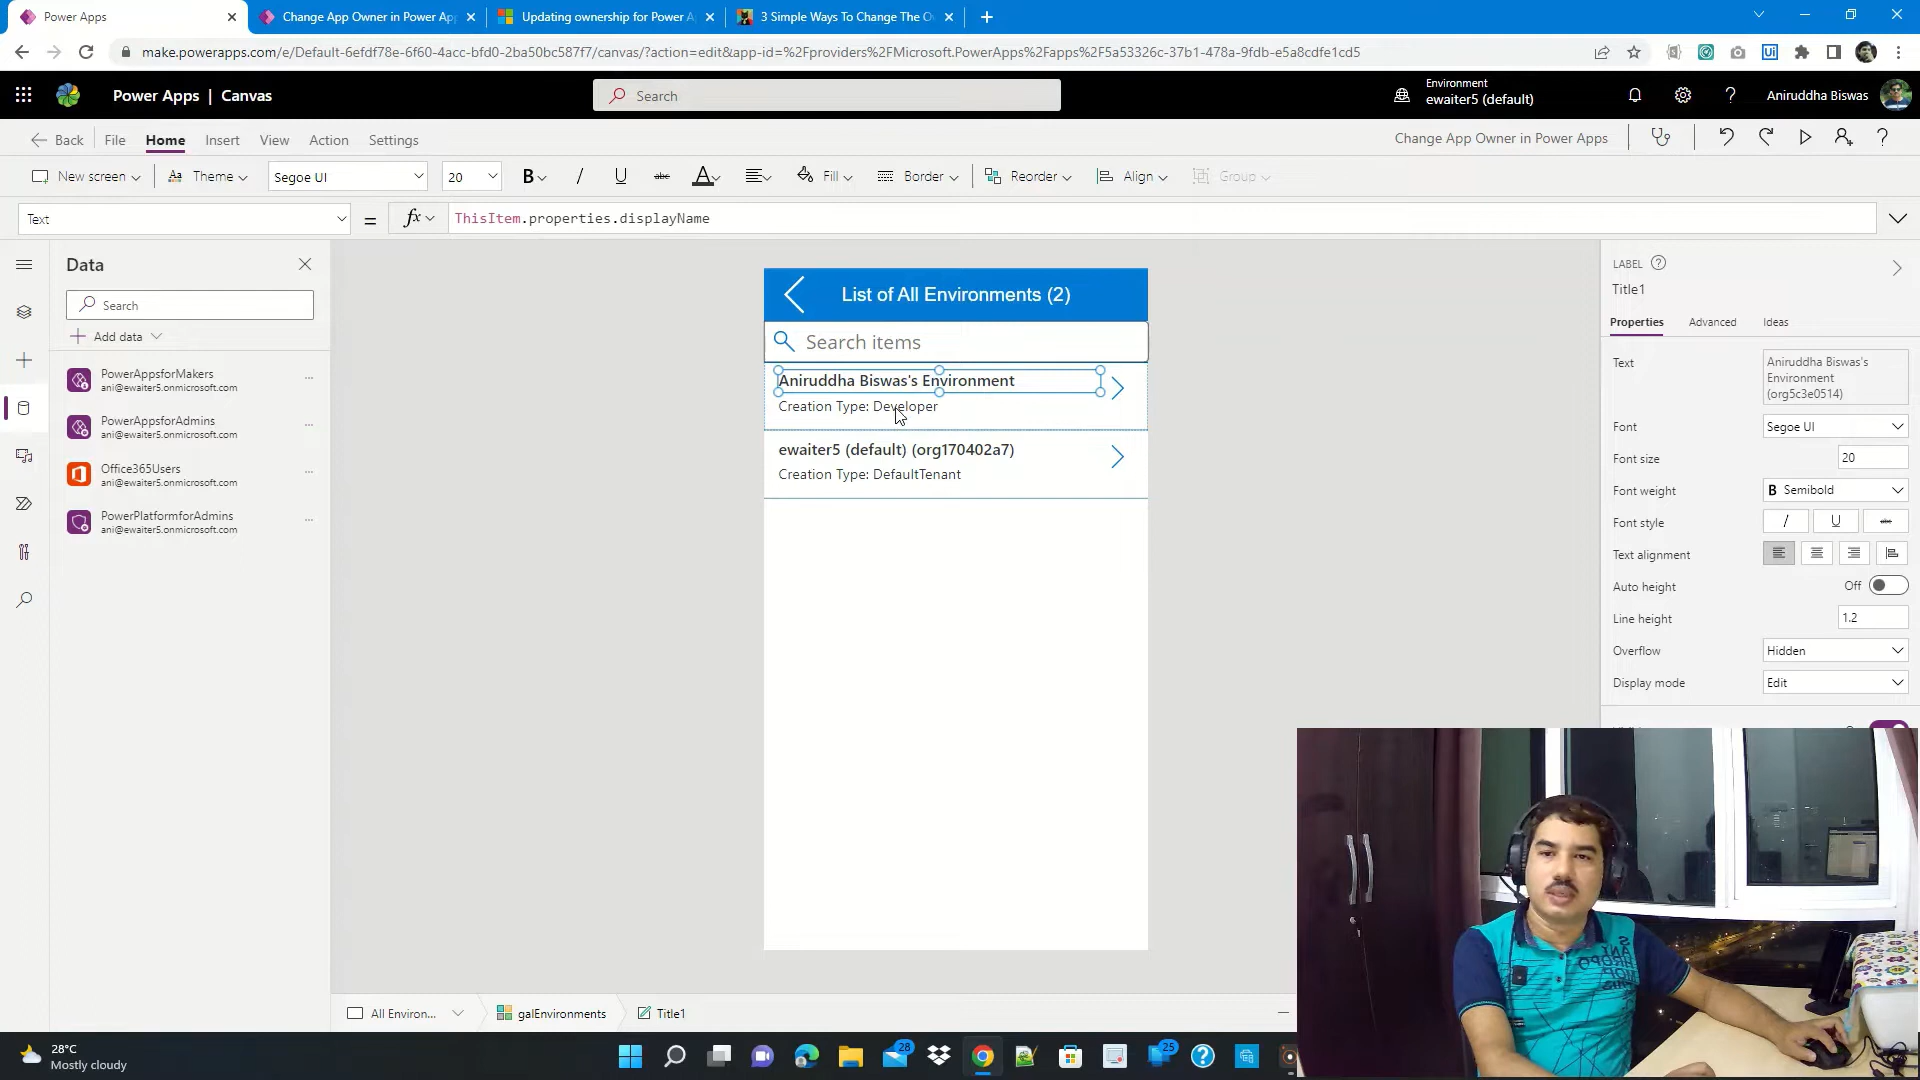 Power Apps
Change App Owner in Power Ap
Updating ownership for Power A
3 Simple Ways To Change The O
make.powerapps.com/e/Default-6efdf78e-6f60-4acc-bfd0-2ba50bc587f7/canvas/?action=edit&app-id=%2Fproviders%2FMicrosoft.PowerApps%2Fapps%2F5a53326c-37b1-478a-9fdb-e5a8cdfe1cd5
Power Apps | Canvas
Search
Environment
ewaiter5 (default)
Aniruddha Biswas
Back
File
Home
Insert
View
Action
Settings
Change App Owner in Power Apps
New screen
Theme
Segoe UI
20
B
Fill
Border
Reorder
Align
Group
Text
=
fx
ThisItem.properties.displayName
Data
Search
Add data
PowerAppsforMakers
ani@ewaiter5.onmicrosoft.com
PowerAppsforAdmins
ani@ewaiter5.onmicrosoft.com
Office365Users
ani@ewaiter5.onmicrosoft.com
PowerPlatformforAdmins
ani@ewaiter5.onmicrosoft.com
List of All Environments (2)
Search items
Aniruddha Biswas's Environment
Creation Type: Developer
ewaiter5 (default) (org170402a7)
Creation Type: DefaultTenant
LABEL
Title1
Properties
Advanced
Ideas
Text
Aniruddha Biswas's
Environment
(org5c3e0514)
Font
Segoe UI
Font size
20
Font weight
B Semibold
Font style
Text alignment
Auto height
Off
Line height
1.2
Overflow
Hidden
Display mode
Edit
All Environ...
galEnvironments
Title1
28°C
Mostly cloudy
28
25